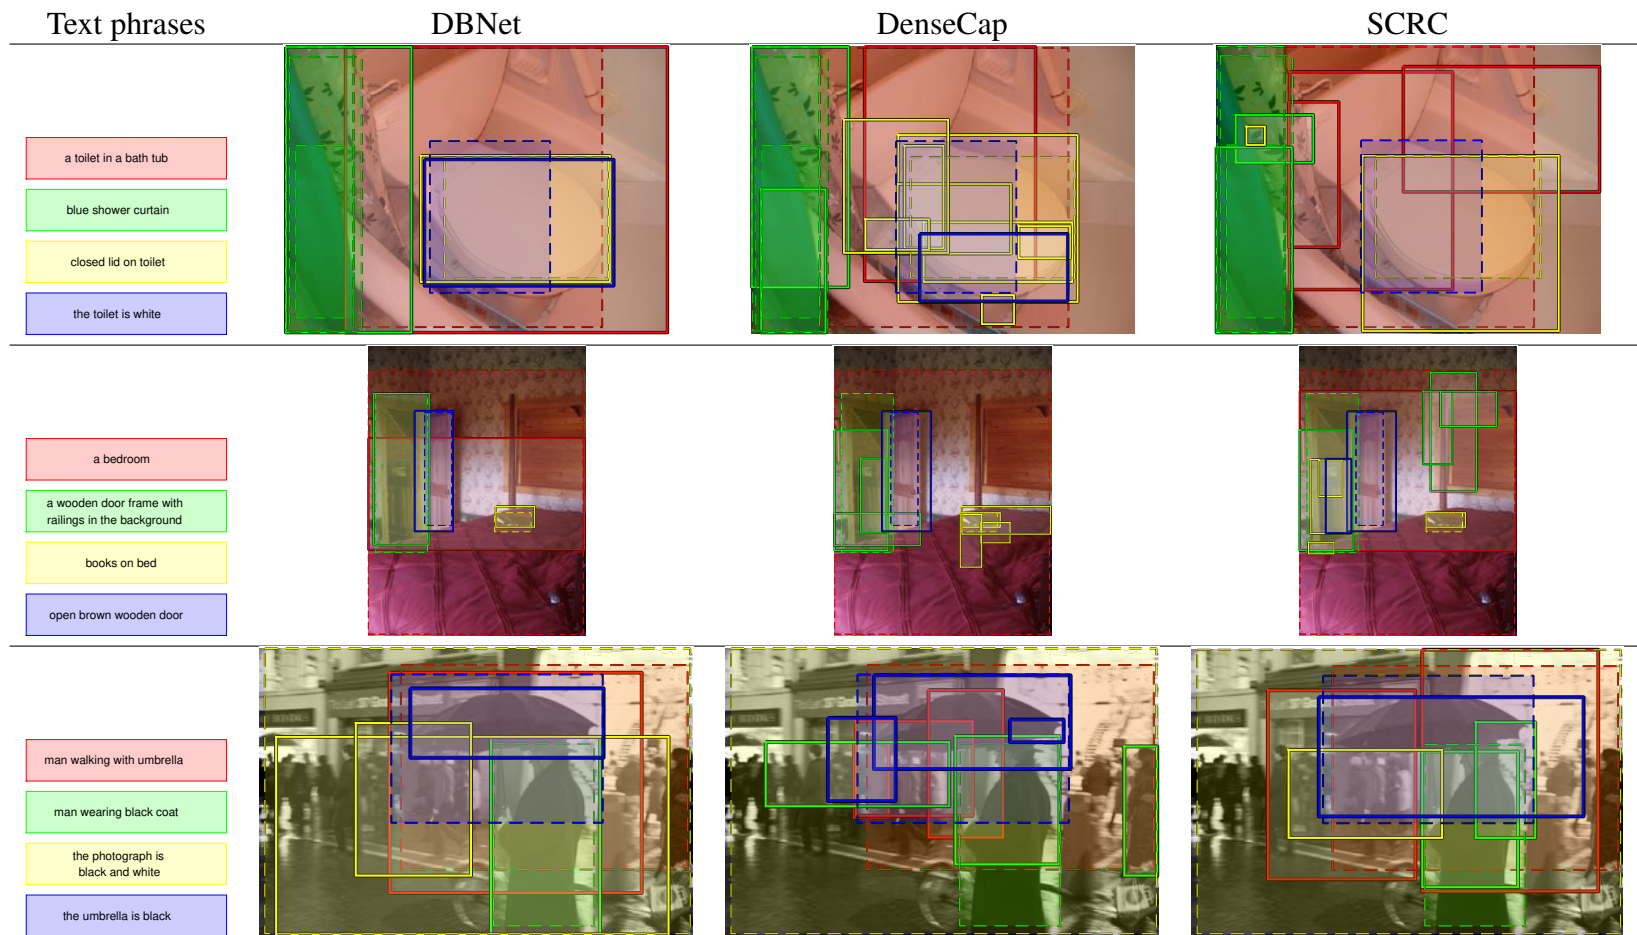 Text phrases DBNet DenseCap SCRC
a toilet in a bath tub
blue shower curtain
closed lid on toilet
the toilet is white
a bedroom
a wooden door frame with
railings in the background
books on bed
open brown wooden door
man walking with umbrella
man wearing black coat
the photograph is
black and white
the umbrella is black